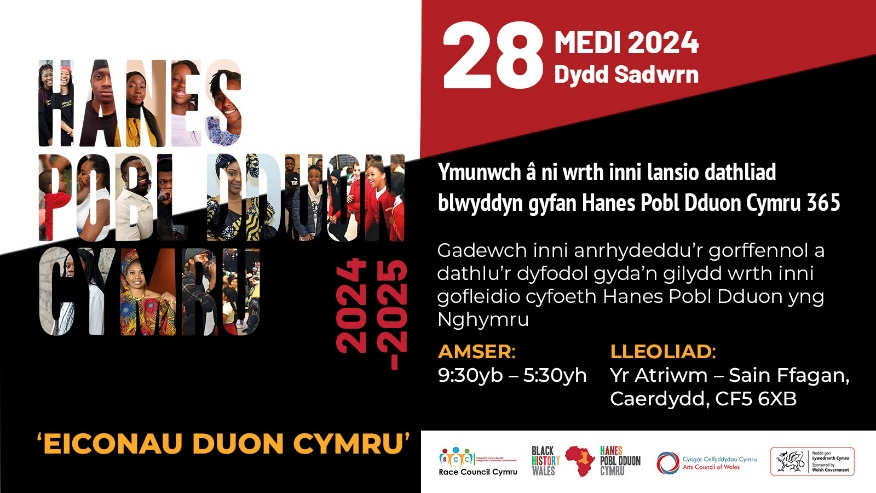 HANES
POBL DDUON
CYMRU
2024
-2025
'EICONAU DUON CYMRU'
28
MEDI 2024
Dydd Sadwrn
Ymunwch â ni wrth inni lansio dathliad
blwyddyn gyfan Hanes Pobl Dduon Cymru 365
Gadewch inni anrhydeddu'r gorffennol a
dathlu'r dyfodol gyda'n gilydd wrth inni
gofleidio cyfoeth Hanes Pobl Dduon yng
Nghymru
AMSER:
9:30yb – 5:30yh
LLEOLIAD:
Yr Atriwm – Sain Ffagan,
Caerdydd, CF5 6XB
RCC
Race Council Cymru
BLACK
HISTORY
WALES
HANES
POBL DDUON
CYMRU
Cyngor Celfyddydau Cymru
Arts Council of Wales
Noddir gan
Lywodraeth Cymru
Sponsored by
Welsh Government